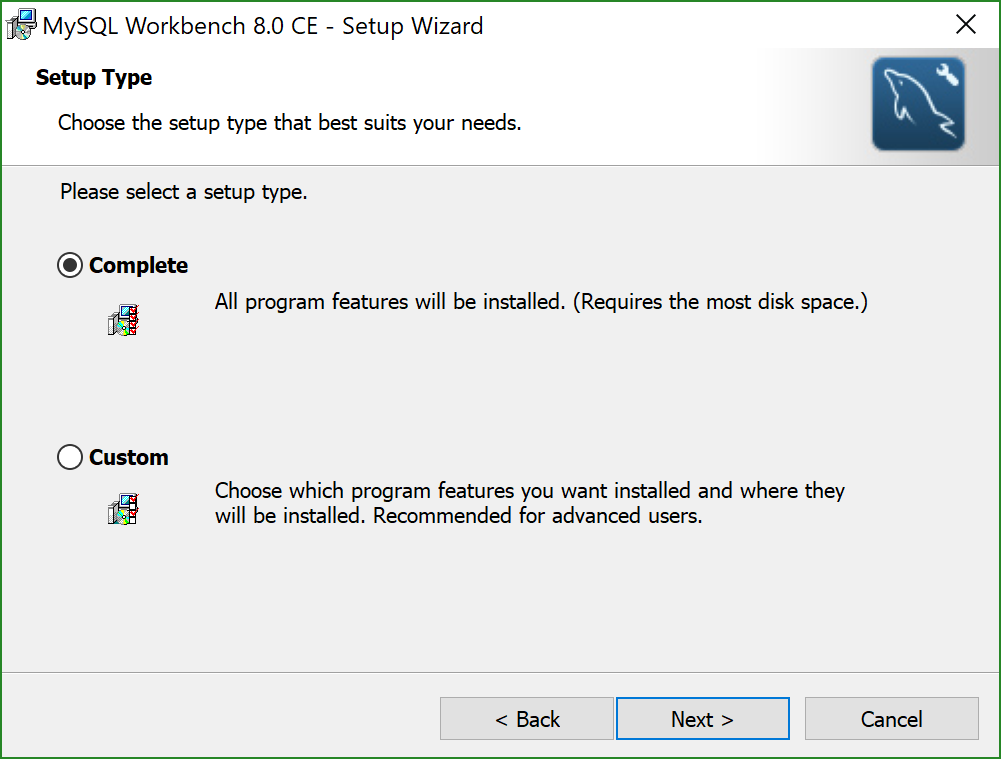 MySQL Workbench 8.0 CE - Setup Wizard
Setup Type
Choose the setup type that best suits your needs.
Please select a setup type.
Complete
All program features will be installed. (Requires the most disk space.)
Custom
Choose which program features you want installed and where they
will be installed. Recommended for advanced users.
< Back
Next >
Cancel